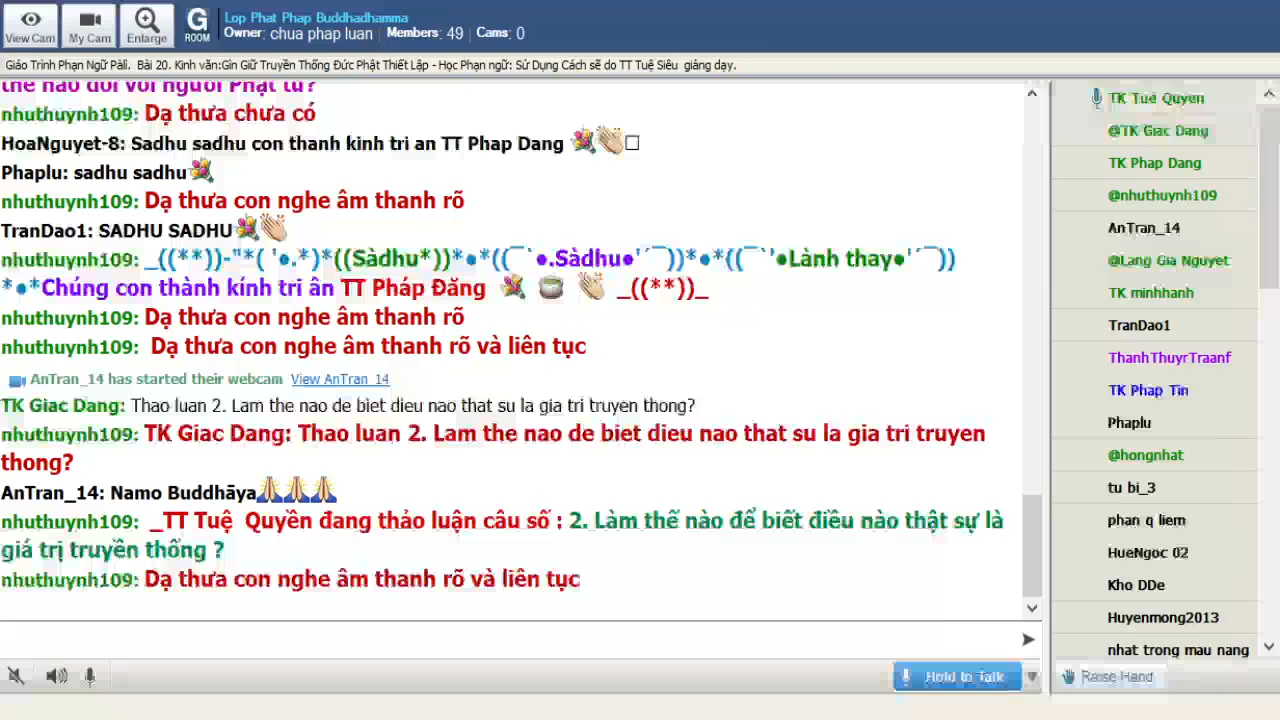 View Cam
My Cam
Enlarge
G
ROOM
Lop Phat Phap Buddhadhamma
Owner: chua phap luan | Members: 49 | Cams: 0
Giáo Trình Phạn Ngữ Pàli. Bài 20. Kinh văn:Gìn Giữ Truyền Thống Đức Phật Thiết Lập - Học Phạn ngữ: Sử Dụng Cách sẽ do TT Tuệ Siêu giảng dạy.
thế nào đối với người Phật tử?
nhuthuynh109: Dạ thưa chưa có
HoaNguyet-8: Sadhu sadhu con thanh kinh tri an TT Phap Dang
Phaplu: sadhu sadhu
nhuthuynh109: Dạ thưa con nghe âm thanh rõ
TranDao1: SADHU SADHU
nhuthuynh109: _((**))-"*( '●.*)*((Sàdhu*))*●*((¯`●.Sàdhu●'´¯))*●*((¯`'●Lành thay●'´¯))
*●*Chúng con thành kính tri ân TT Pháp Đăng _((**))_
nhuthuynh109: Dạ thưa con nghe âm thanh rõ
nhuthuynh109: Dạ thưa con nghe âm thanh rõ và liên tục
AnTran_14 has started their webcam View AnTran_14
TK Giac Dang: Thao luan 2. Lam the nao de biet dieu nao that su la gia tri truyen thong?
nhuthuynh109: TK Giac Dang: Thao luan 2. Lam the nao de biet dieu nao that su la gia tri truyen
thong?
AnTran_14: Namo Buddhāya
nhuthuynh109: _TT Tuệ Quyền đang thảo luận câu số : 2. Làm thế nào để biết điều nào thật sự là
giá trị truyền thống ?
nhuthuynh109: Dạ thưa con nghe âm thanh rõ và liên tục
Hold to Talk
TK Tue Quyen
@TK Giac Dang
TK Phap Dang
@nhuthuynh109
AnTran_14
@Lang Gia Nguyet
TK minhhanh
TranDao1
ThanhThuyrTraanf
TK Phap Tin
Phaplu
@hongnhat
tu bi_3
phan q liem
HueNgoc 02
Kho DDe
Huyenmong2013
nhat trong mau nang
Raise Hand